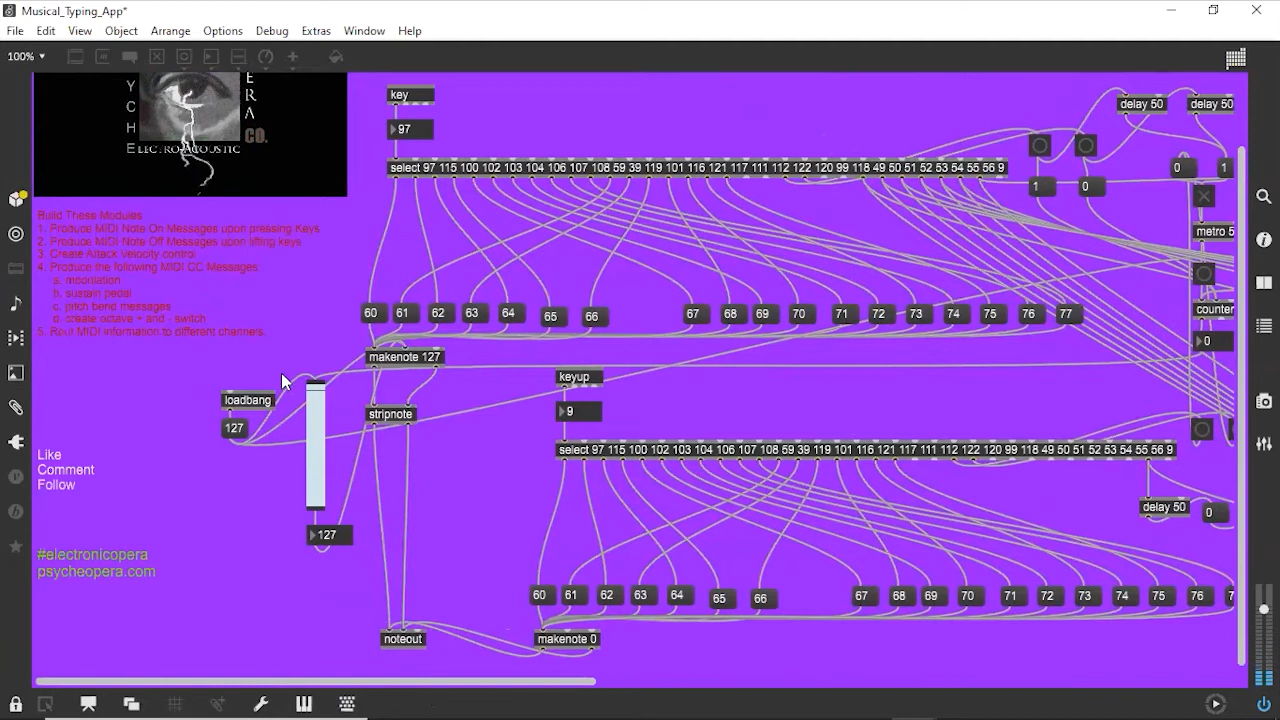 Musical_Typing_App*
File Edit View Object Arrange Options Debug Extras Window Help
100%
Y
C
H
E
E
R
A
CO.
ELECTRO-ACOUSTIC
key
97
select 97 115 100 102 103 104 106 107 108 59 39 119 101 116 121 117 111 112 122 120 99 118 49 50 51 52 53 54 55 56 9
delay 50
delay 50
1
0
0
1
metro 5
counter
0
Build These Modules
1. Produce MIDI Note On Messages upon pressing Keys
2. Produce MIDI Note Off Messages upon lifting keys
3. Create Attack Velocity control
4. Produce the following MIDI CC Messages
a. modulation
b. sustain pedal
c. pitch bend messages
d. create octave + and - switch
5. Rout MIDI information to different channels.
60 61 62 63 64 65 66 67 68 69 70 71 72 73 74 75 76 77
makenote 127
loadbang
127
stripnote
127
keyup
9
select 97 115 100 102 103 104 106 107 108 59 39 119 101 116 121 117 111 112 122 120 99 118 49 50 51 52 53 54 55 56 9
delay 50
0
Like
Comment
Follow
#electronicopera
psycheopera.com
60 61 62 63 64 65 66 67 68 69 70 71 72 73 74 75 76
noteout
makenote 0